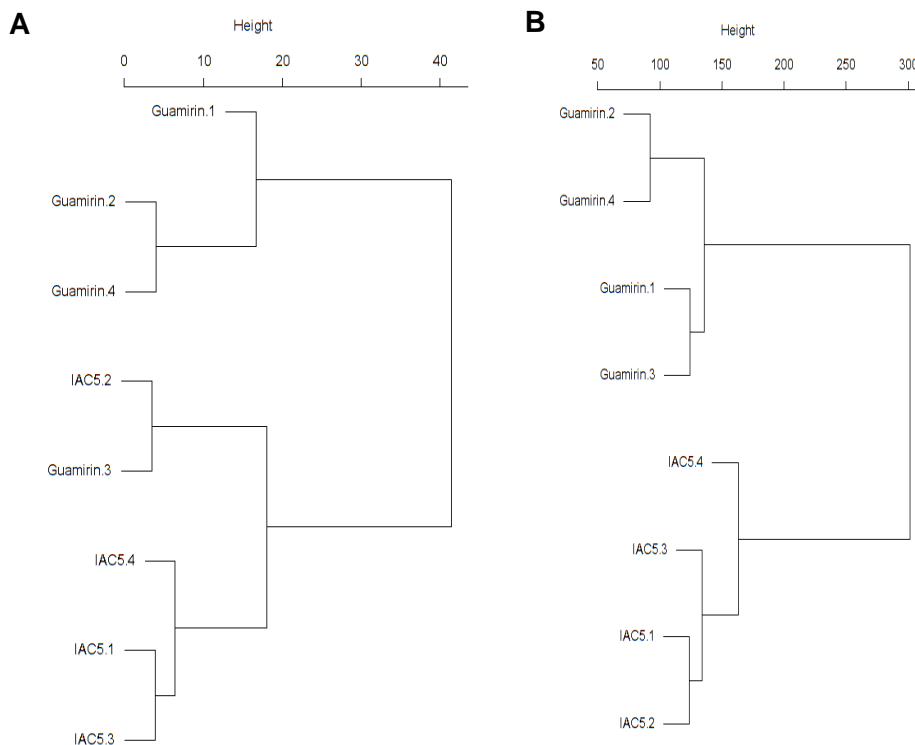 A
Height
0 10 20 30 40
Guamirin.1
Guamirin.2
Guamirin.4
IAC5.2
Guamirin.3
IAC5.4
IAC5.1
IAC5.3
B
Height
50 100 150 200 250 300
Guamirin.2
Guamirin.4
Guamirin.1
Guamirin.3
IAC5.4
IAC5.3
IAC5.1
IAC5.2